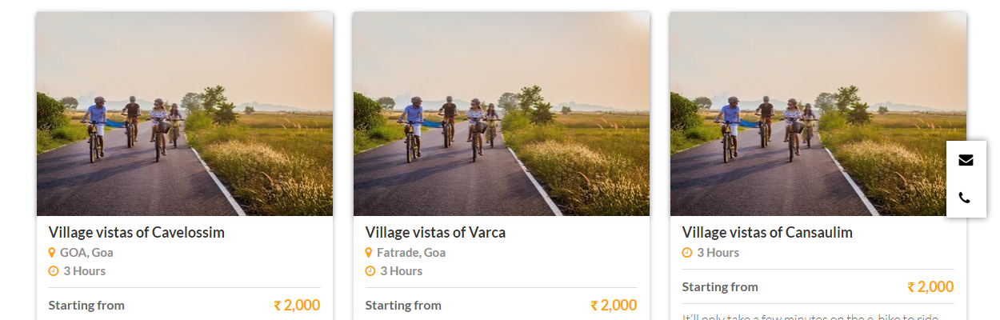 Village vistas of Cavelossim
GOA, Goa
3 Hours
Starting from
₹ 2,000
Village vistas of Varca
Fatrade, Goa
3 Hours
Starting from
₹ 2,000
Village vistas of Cansaulim
3 Hours
Starting from
₹ 2,000
It'll only take a few minutes on the e-bike to ride